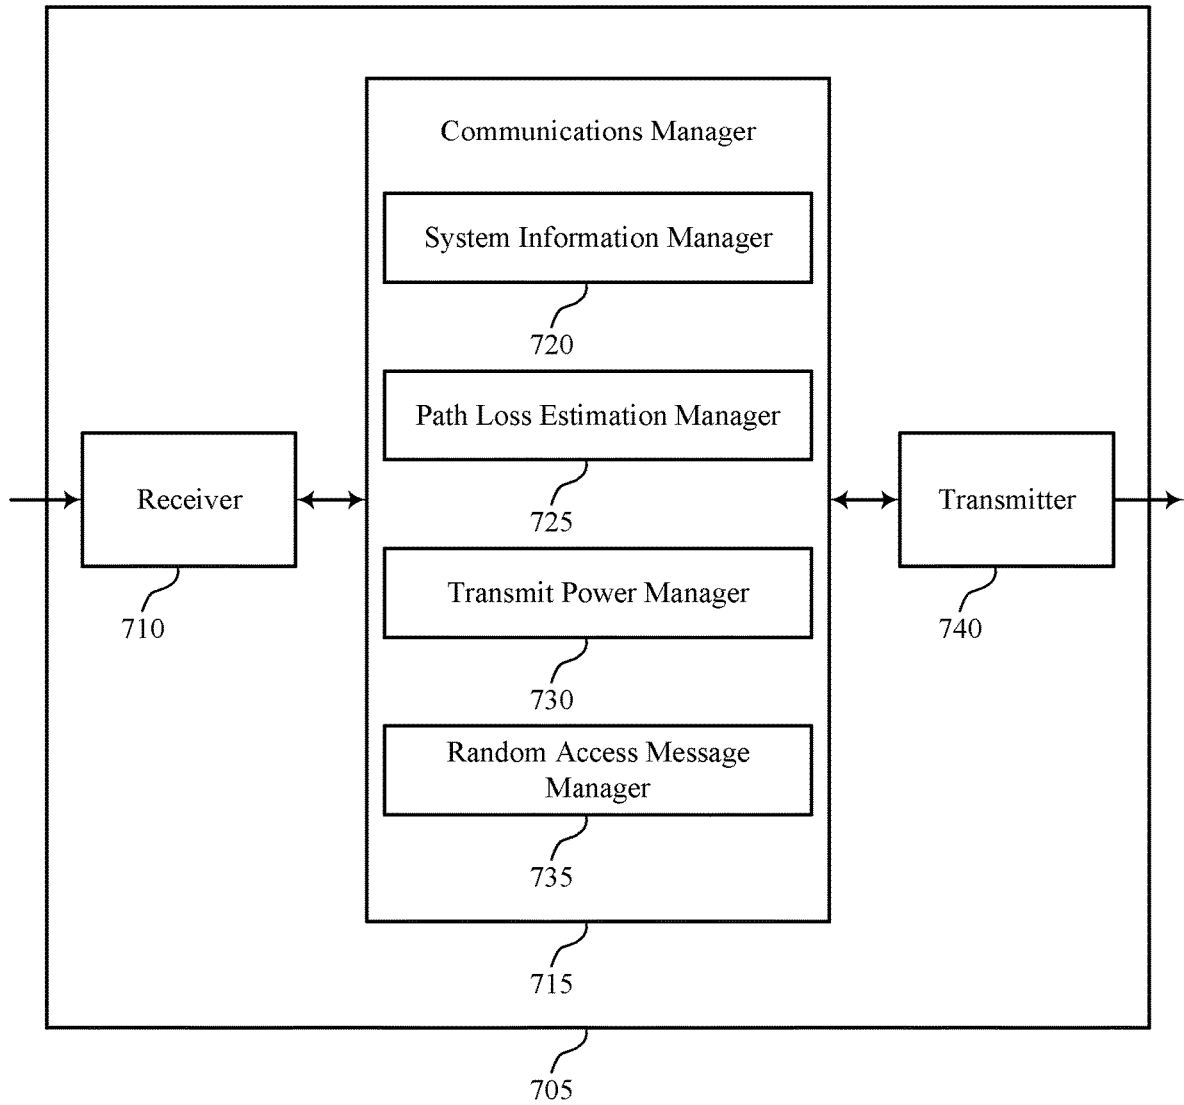 Communications Manager
System Information Manager
720
Path Loss Estimation Manager
725
Receiver
710
Transmit Power Manager
730
Transmitter
740
Random Access Message
Manager
735
715
705